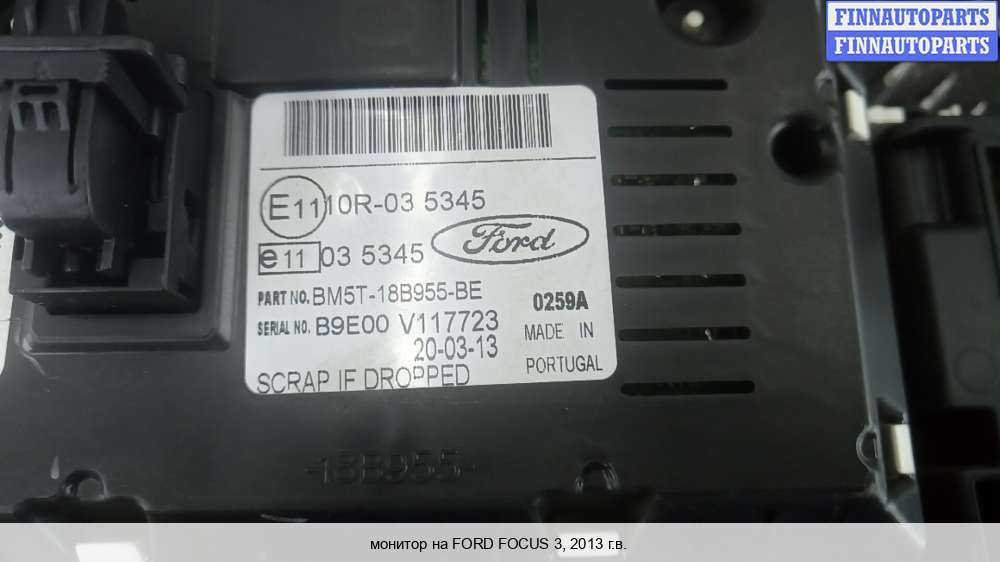 FINNAUTOPARTS
FINNAUTOPARTS
E11 10R-03 5345
e11 03 5345
Ford
PART NO. BM5T-18B955-BE
0259A
SERIAL NO. B9E00 V117723
MADE IN
20-03-13
PORTUGAL
SCRAP IF DROPPED
-18B955-
монитор на FORD FOCUS 3, 2013 г.в.